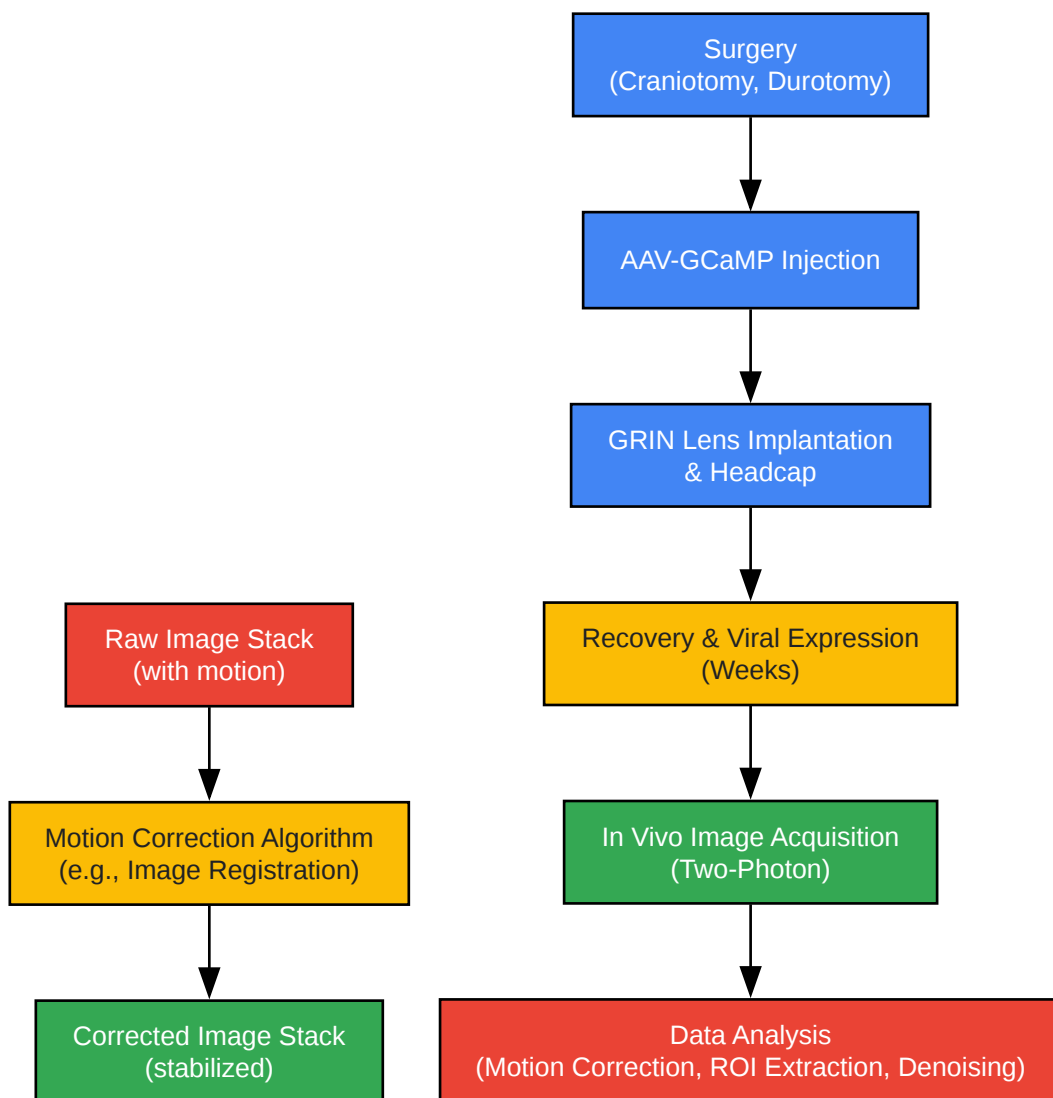 Surgery
(Craniotomy, Durotomy)
AAV-GCaMP Injection
GRIN Lens Implantation
& Headcap
Recovery & Viral Expression
(Weeks)
In Vivo Image Acquisition
(Two-Photon)
Data Analysis
(Motion Correction, ROI Extraction, Denoising)
Raw Image Stack
(with motion)
Motion Correction Algorithm
(e.g., Image Registration)
Corrected Image Stack
(stabilized)